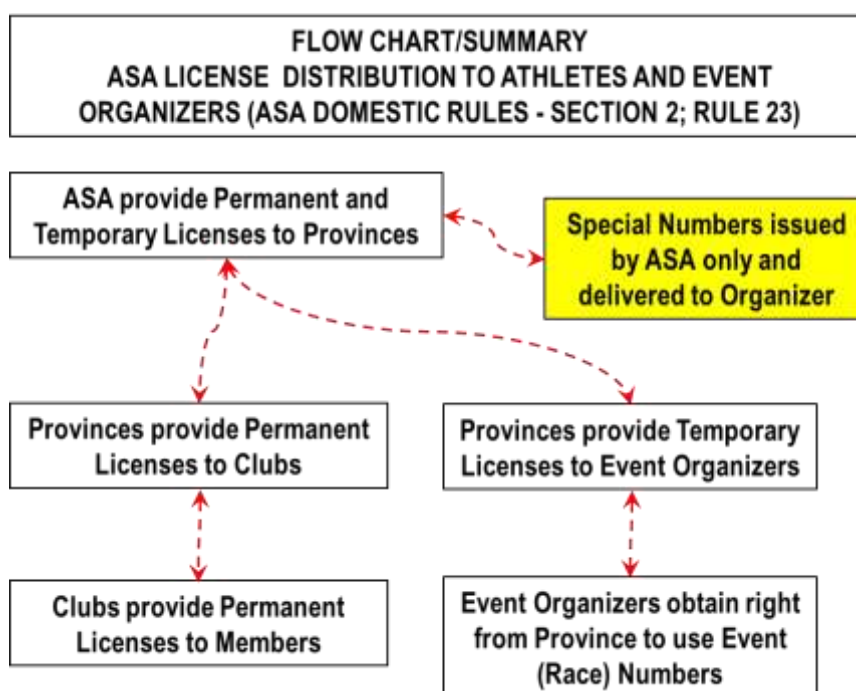 FLOW CHART/SUMMARY
ASA LICENSE DISTRIBUTION TO ATHLETES AND EVENT
ORGANIZERS (ASA DOMESTIC RULES - SECTION 2; RULE 23)
ASA provide Permanent and
Temporary Licenses to Provinces
Special Numbers issued
by ASA only and
delivered to Organizer
Provinces provide Permanent
Licenses to Clubs
Provinces provide Temporary
Licenses to Event Organizers
Clubs provide Permanent
Licenses to Members
Event Organizers obtain right
from Province to use Event
(Race) Numbers